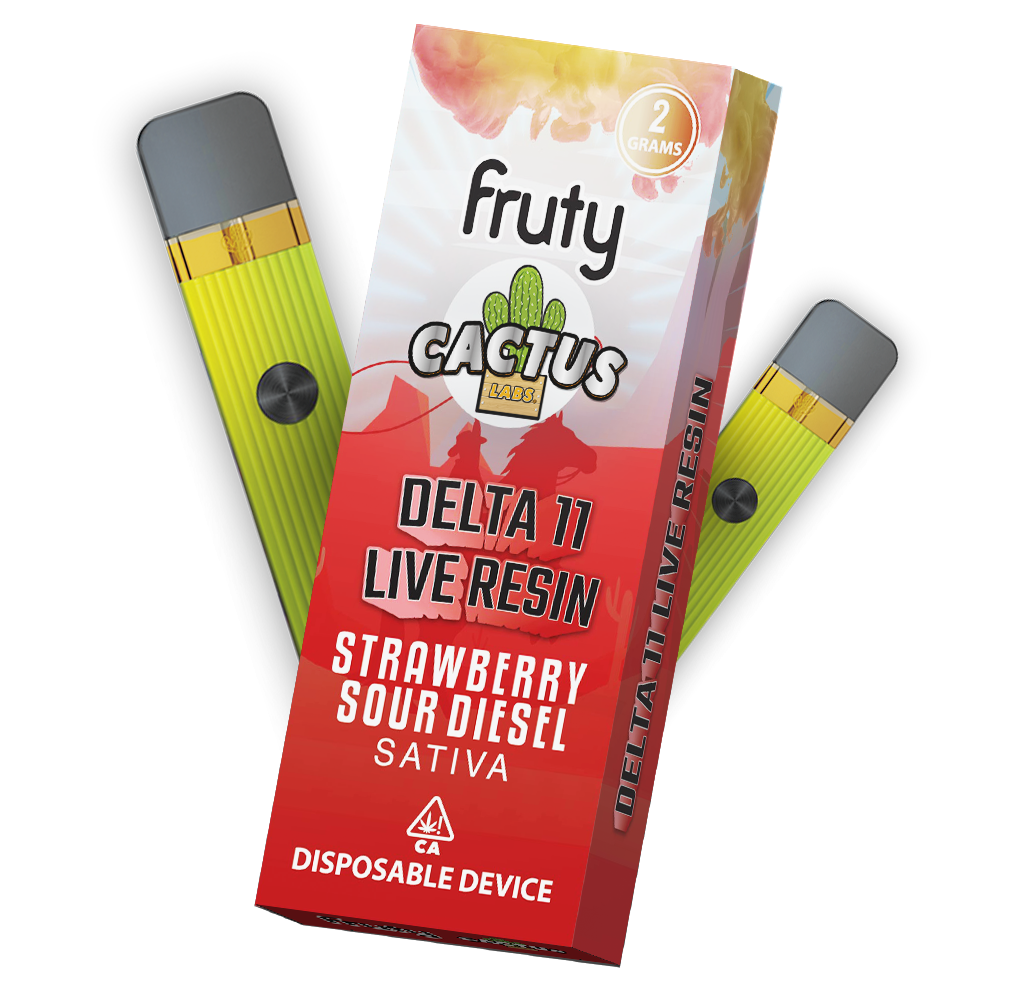 2
GRAMS
fruty
CACTUS
LABS®
DELTA 11
LIVE RESIN
STRAWBERRY
SOUR DIESEL
SATIVA
CA
DISPOSABLE DEVICE
DELTA 11 LIVE RESIN